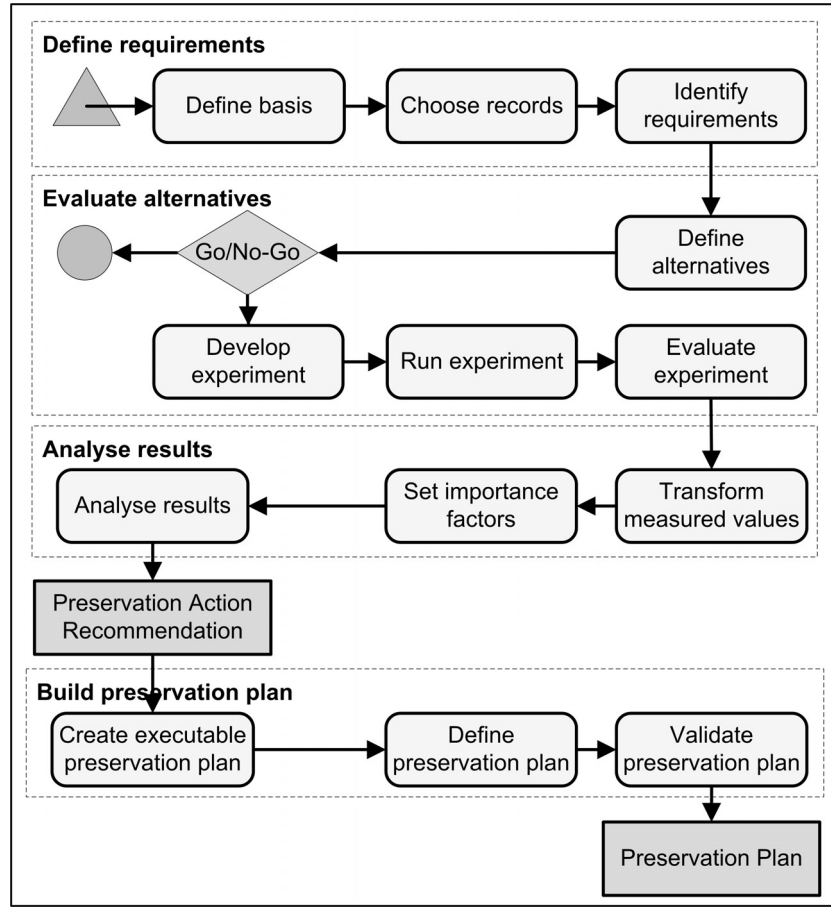 Define requirements
Define basis
Choose records
Identify
requirements
Evaluate alternatives
Go/No-Go
Define
alternatives
Develop
experiment
Run experiment
Evaluate
experiment
Analyse results
Analyse results
Set importance
factors
Transform
measured values
Preservation Action
Recommendation
Build preservation plan
Create executable
preservation plan
Define
preservation plan
Validate
preservation plan
Preservation Plan